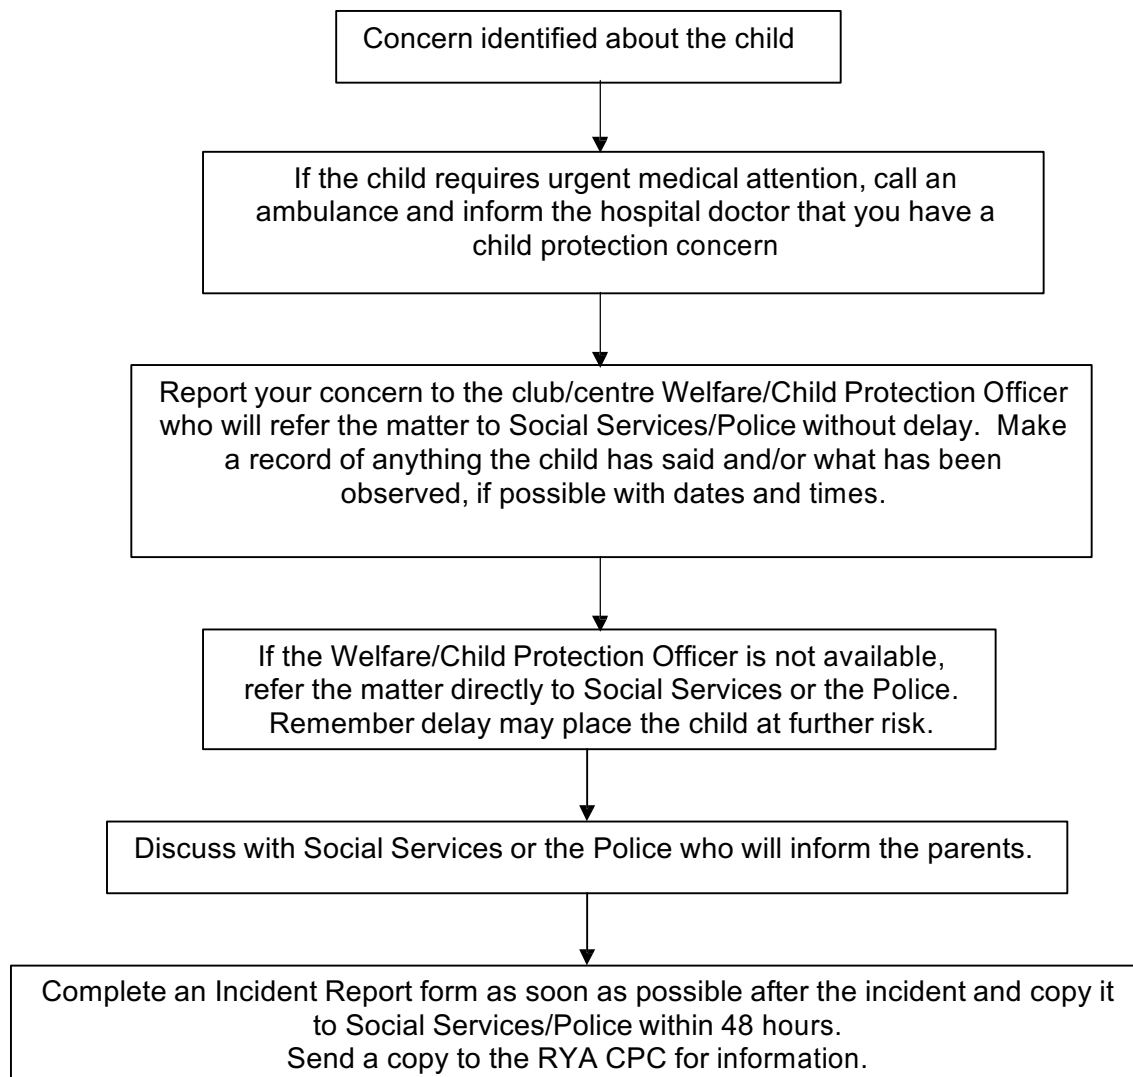 Concern identified about the child
If the child requires urgent medical attention, call an
ambulance and inform the hospital doctor that you have a
child protection concern
Report your concern to the club/centre Welfare/Child Protection Officer
who will refer the matter to Social Services/Police without delay.  Make
a record of anything the child has said and/or what has been
observed, if possible with dates and times.
If the Welfare/Child Protection Officer is not available,
refer the matter directly to Social Services or the Police.
Remember delay may place the child at further risk.
Discuss with Social Services or the Police who will inform the parents.
Complete an Incident Report form as soon as possible after the incident and copy it
to Social Services/Police within 48 hours.
Send a copy to the RYA CPC for information.